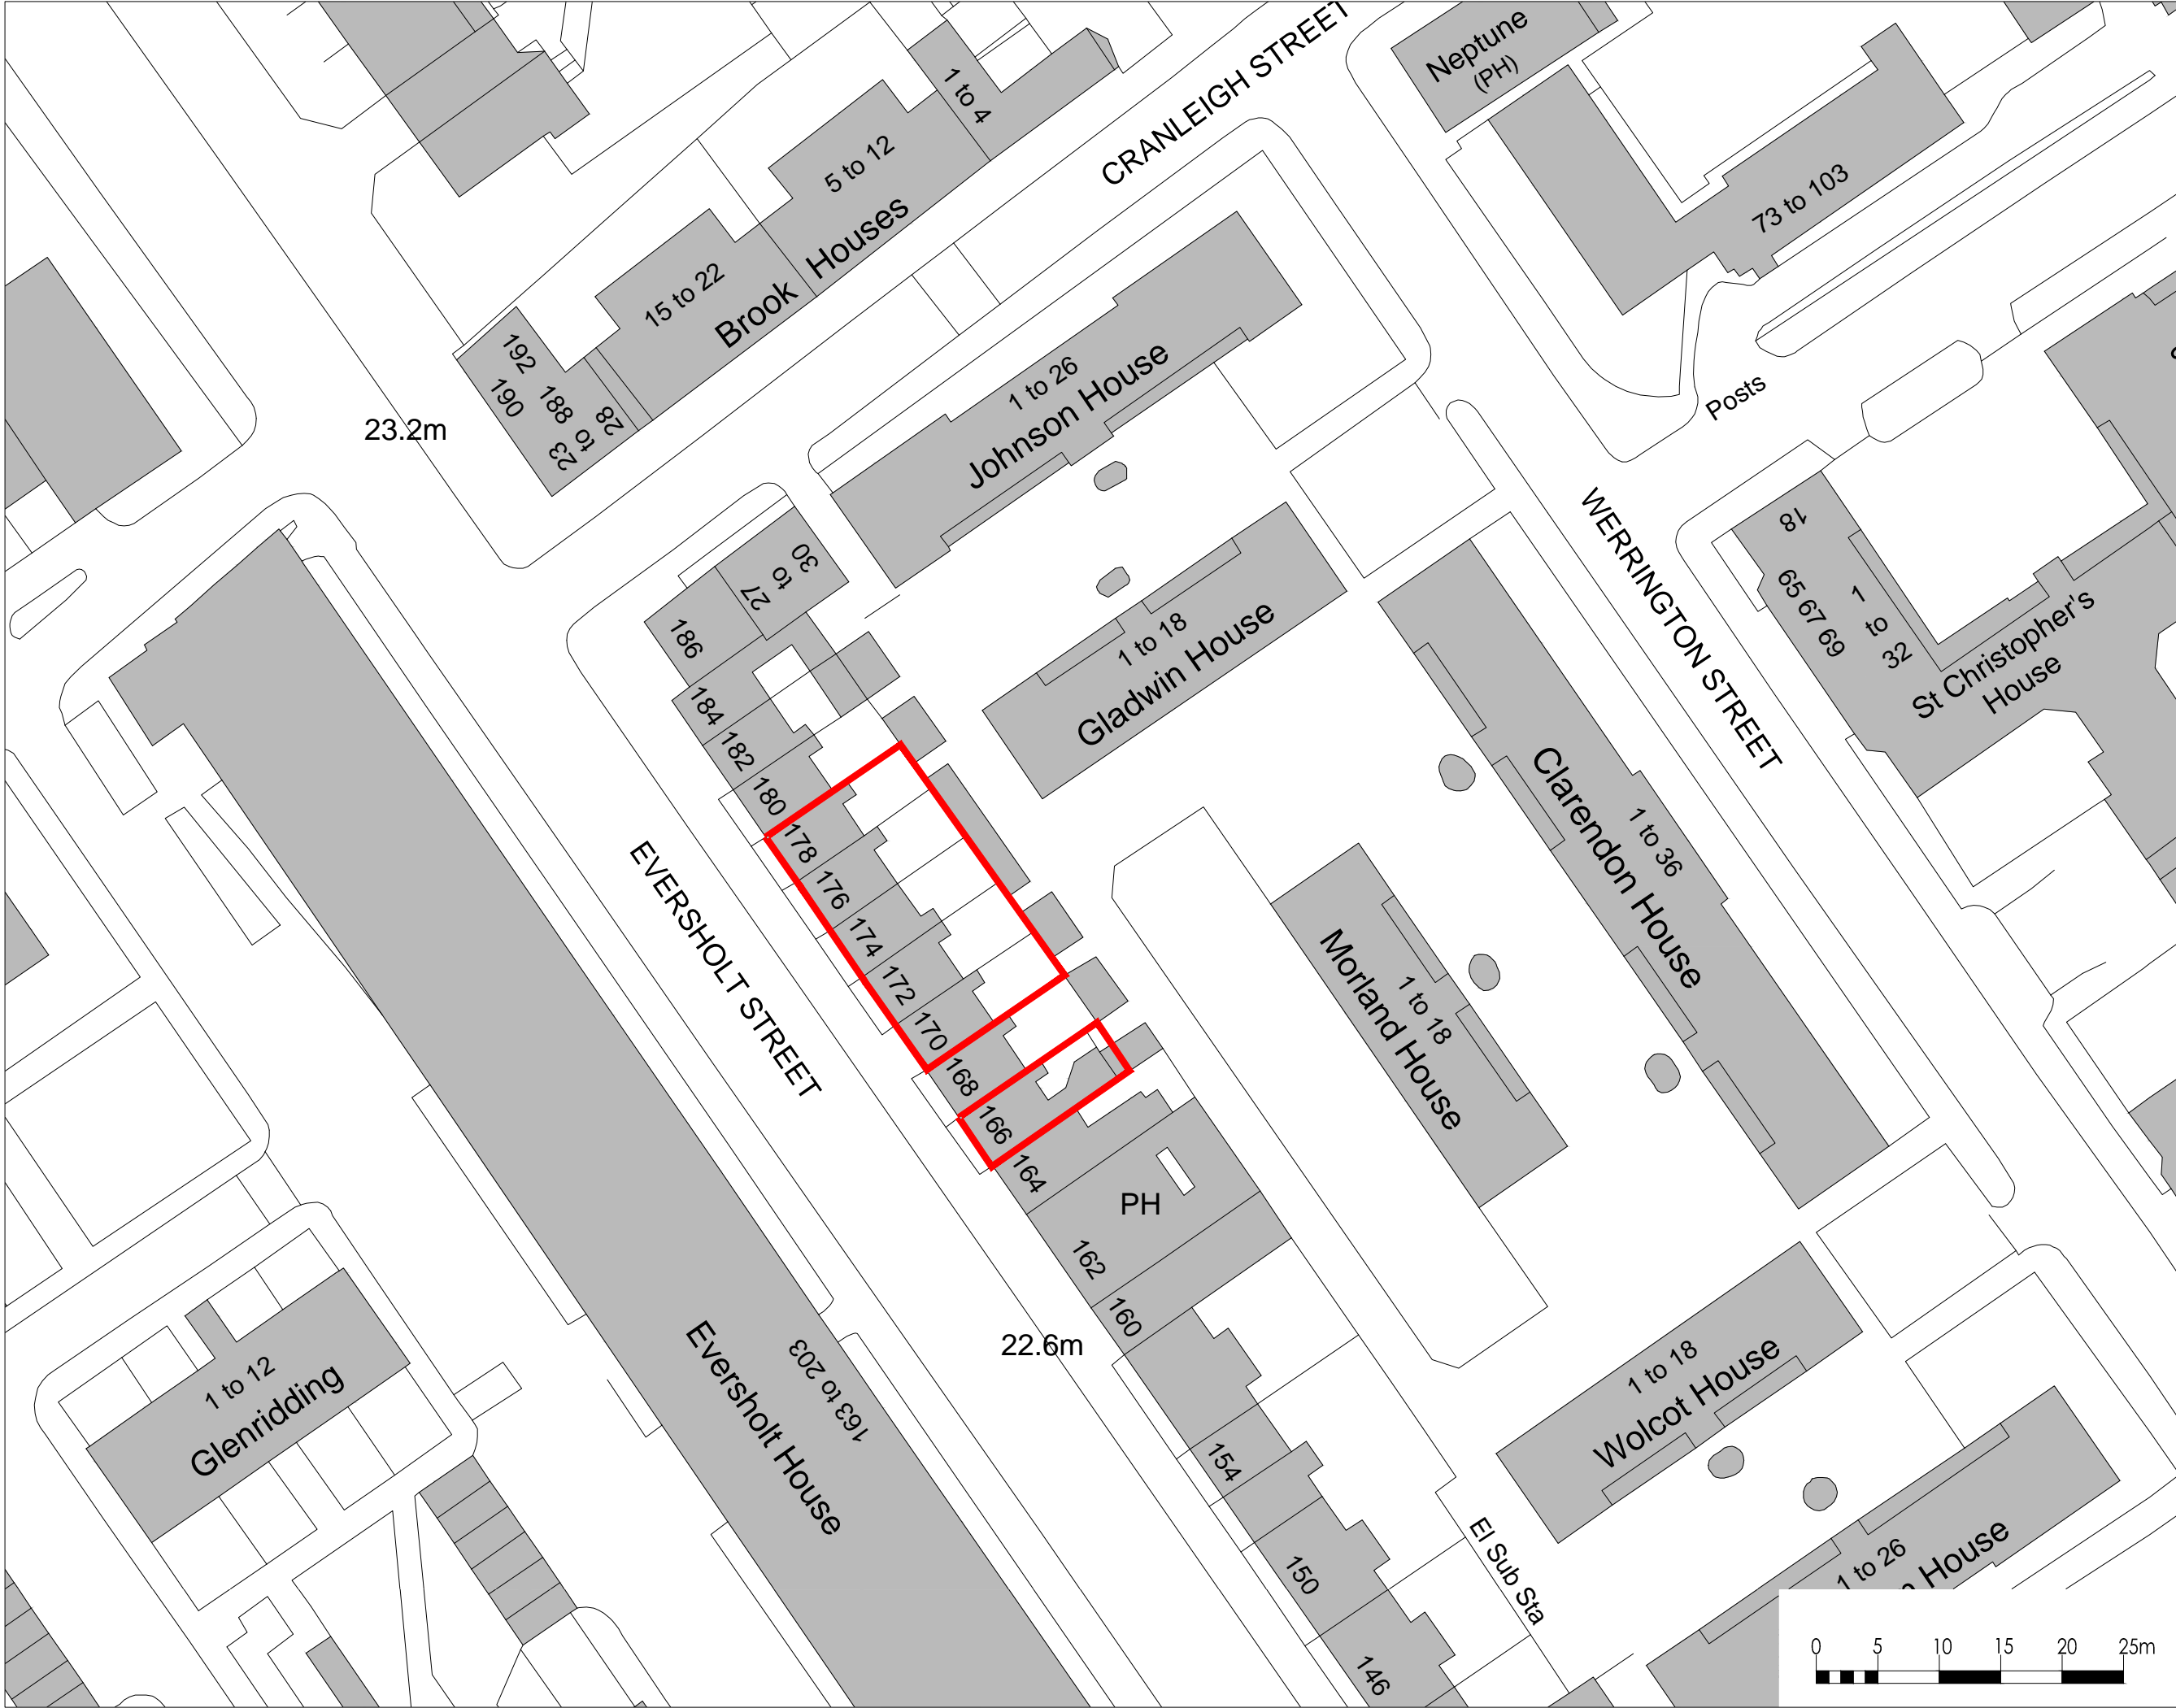 CRANLEIGH STREET
Neptune
(PH)
1 to 4
5 to 12
15 to 22
Brook Houses
73 to 103
192
190
188
23
to
28
23.2m
1 to 26
Johnson House
Posts
WERRINGTON STREET
18
65 67 69
1
to
32
St Christopher's
House
30
to
27
186
184
182
180
178
176
174
172
170
168
166
164
PH
162
160
154
150
146
1 to 18
Gladwin House
1 to 36
Clarendon House
EVERSHOLT STREET
1 to 18
Morland House
22.6m
163 to 203
Eversholt House
1 to 12
Glenridding
1 to 18
Wolcot House
El Sub Sta
1 to 26
House
0 5 10 15 20 25m